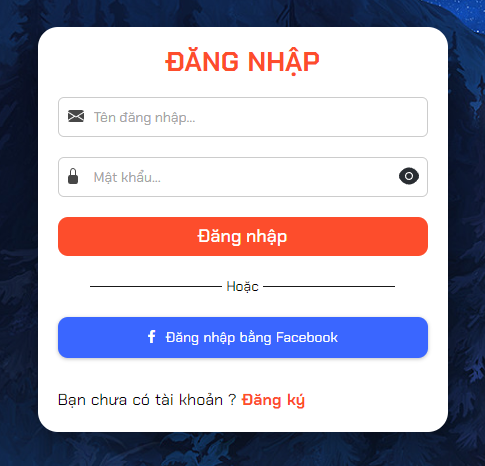 ĐĂNG NHẬP
Tên đăng nhập...
Mật khẩu...
Đăng nhập
Hoặc
Đăng nhập bằng Facebook
Bạn chưa có tài khoản ? Đăng ký